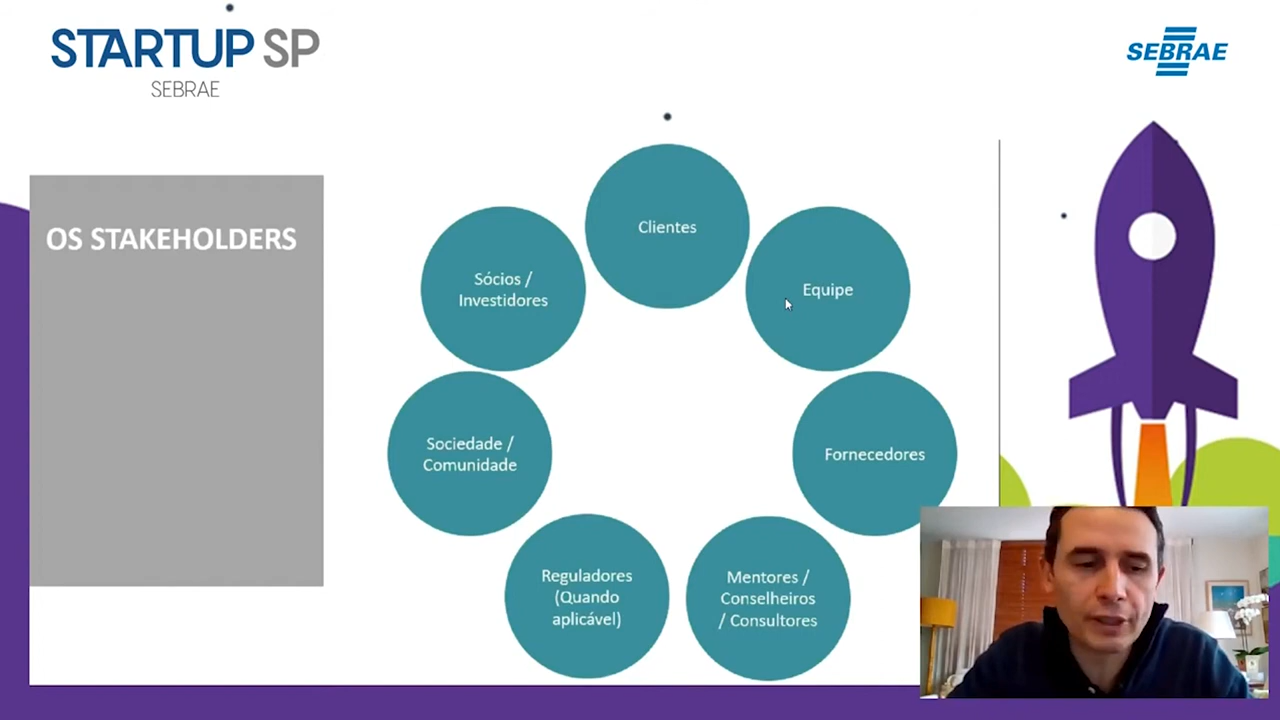 STARTUP SP
SEBRAE
SEBRAE
OS STAKEHOLDERS
Clientes
Equipe
Fornecedores
Mentores /
Conselheiros
/ Consultores
Reguladores
(Quando
aplicável)
Sociedade /
Comunidade
Sócios /
Investidores